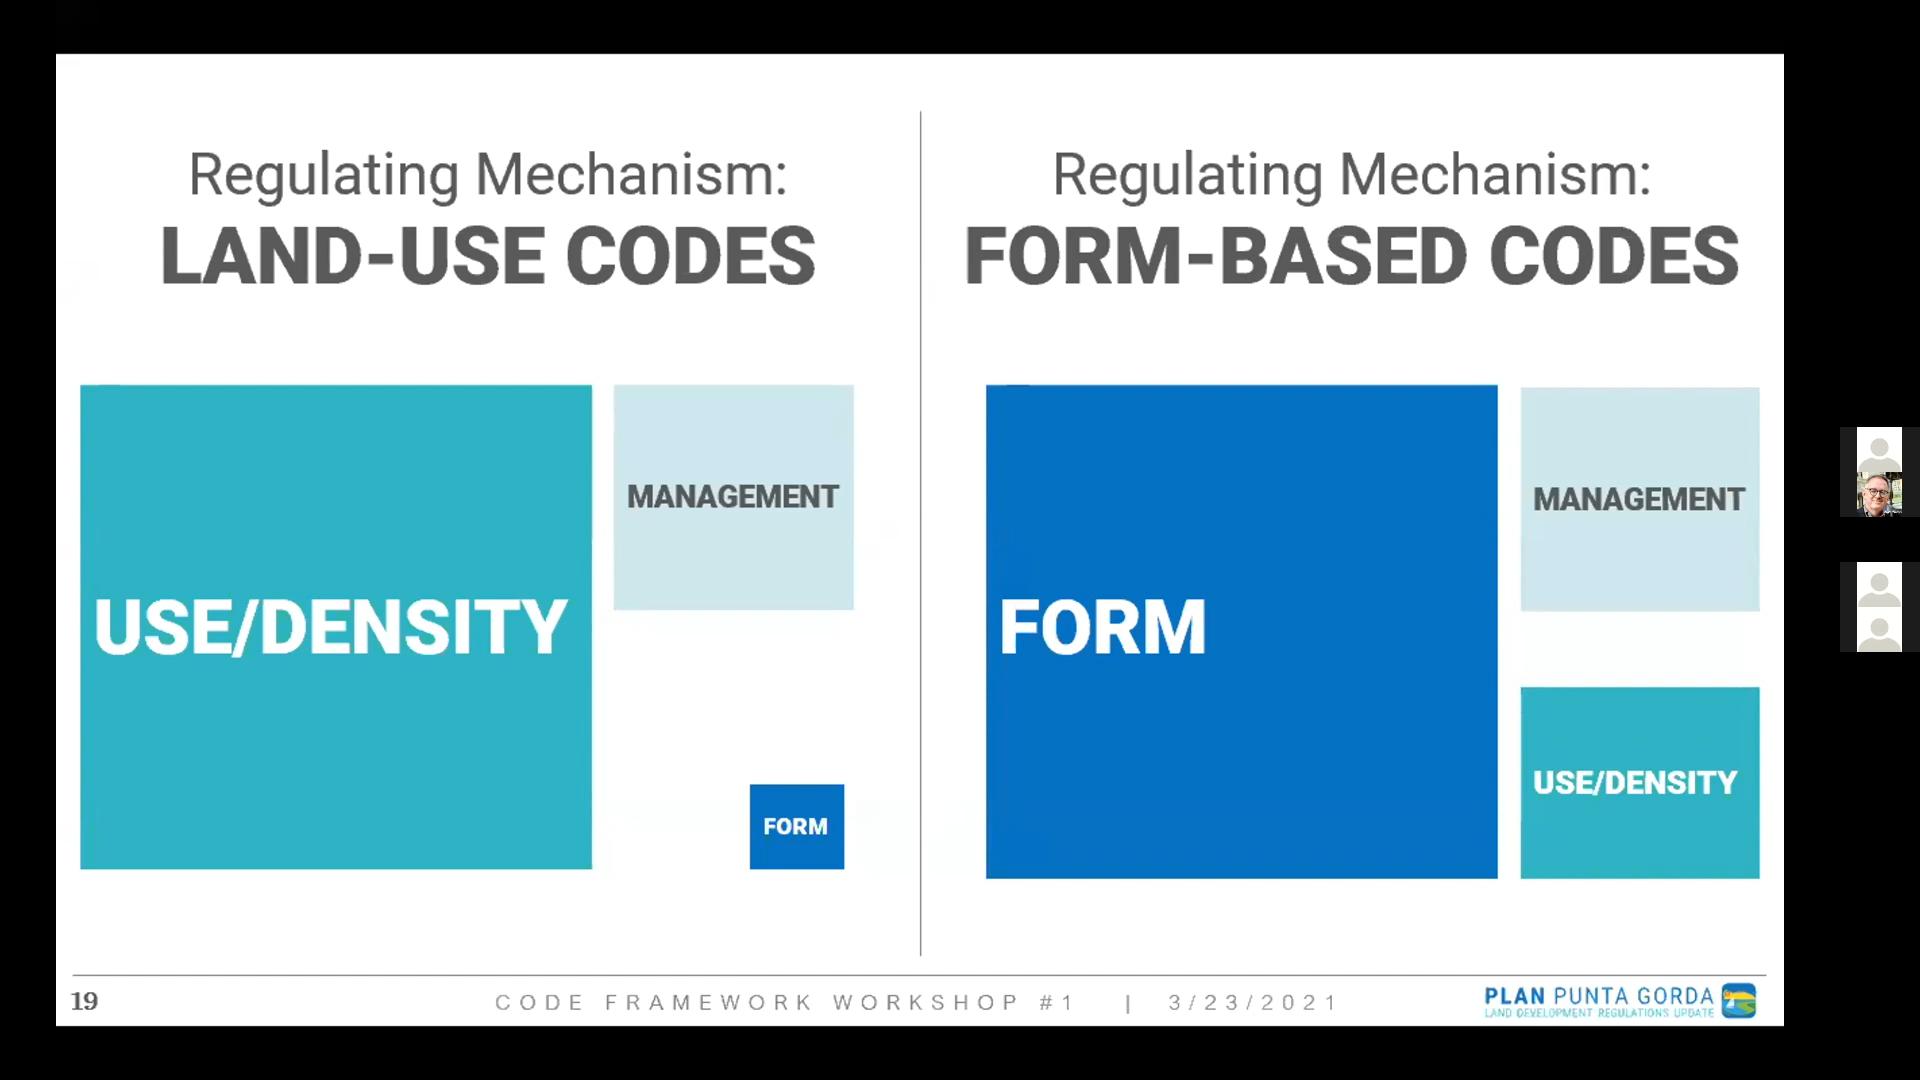 Regulating Mechanism:
LAND-USE CODES
USE/DENSITY
MANAGEMENT
FORM
Regulating Mechanism:
FORM-BASED CODES
FORM
MANAGEMENT
USE/DENSITY
19
CODE FRAMEWORK WORKSHOP #1 | 3/23/2021
PLAN PUNTA GORDA
LAND DEVELOPMENT REGULATIONS UPDATE